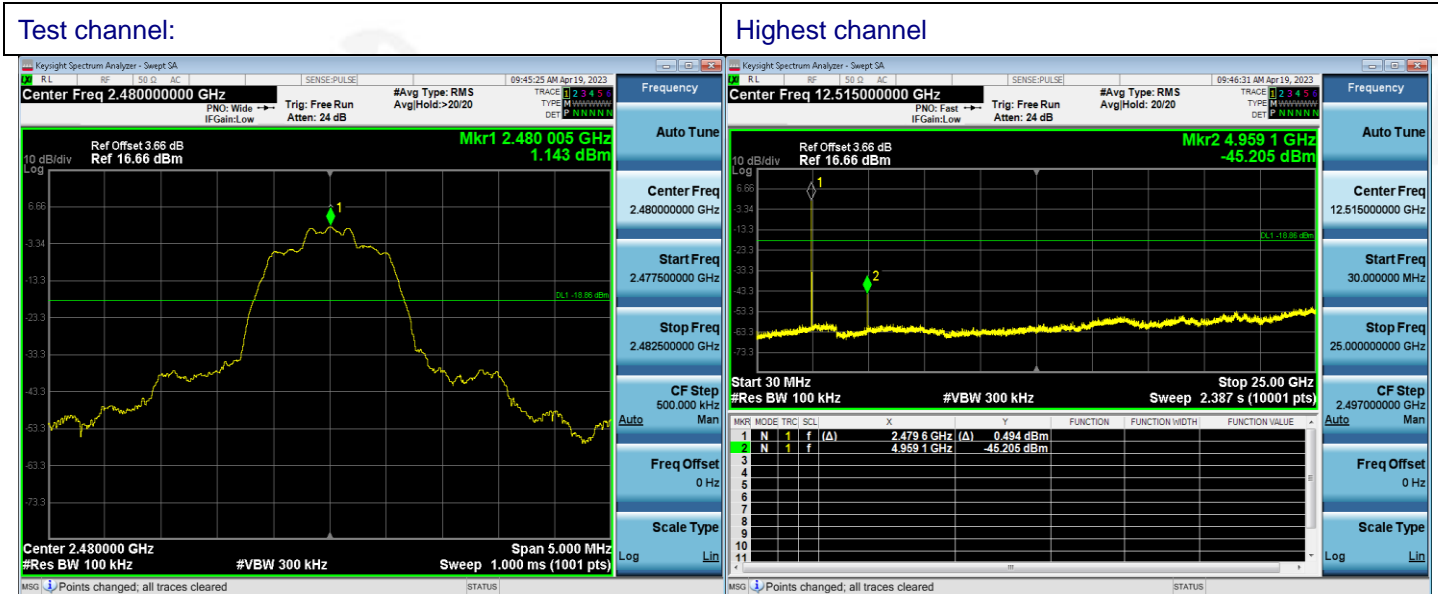 Test channel:
Highest channel
Keysight Spectrum Analyzer - Swept SA
LXI RL RF 50 Ω AC SENSE:PULSE 09:45:25 AM Apr 19, 2023
Center Freq 2.480000000 GHz
PNO: Wide
IFGain:Low
Trig: Free Run
Atten: 24 dB
#Avg Type: RMS
Avg|Hold:>20/20
TRACE 1 2 3 4 5 6
TYPE M WWWWW
DET P N N N N N
Ref Offset 3.66 dB
Ref 16.66 dBm
10 dB/div
Log
Mkr1 2.480 005 GHz
1.143 dBm
1
6.66
-3.34
-13.3
DL1 -18.86 dBm
-23.3
-33.3
-43.3
-53.3
-63.3
-73.3
Center 2.480000 GHz
Span 5.000 MHz
#Res BW 100 kHz
#VBW 300 kHz
Sweep 1.000 ms (1001 pts)
MSG Points changed; all traces cleared
STATUS
Frequency
Auto Tune
Center Freq
2.480000000 GHz
Start Freq
2.477500000 GHz
Stop Freq
2.482500000 GHz
CF Step
500.000 kHz
Auto Man
Freq Offset
0 Hz
Scale Type
Log Lin
Keysight Spectrum Analyzer - Swept SA
LXI RL RF 50 Ω AC SENSE:PULSE 09:46:31 AM Apr 19, 2023
Center Freq 12.515000000 GHz
PNO: Fast
IFGain:Low
Trig: Free Run
Atten: 24 dB
#Avg Type: RMS
Avg|Hold: 20/20
TRACE 1 2 3 4 5 6
TYPE M WWWWW
DET P N N N N N
Ref Offset 3.66 dB
Ref 16.66 dBm
10 dB/div
Log
Mkr2 4.959 1 GHz
-45.205 dBm
1
6.66
-3.34
-13.3
DL1 -18.86 dBm
-23.3
-33.3
2
-43.3
-53.3
-63.3
-73.3
Start 30 MHz
Stop 25.00 GHz
#Res BW 100 kHz
#VBW 300 kHz
Sweep 2.387 s (10001 pts)
MKR MODE TRC SCL X Y FUNCTION FUNCTION WIDTH FUNCTION VALUE
1 N 1 f (Δ) 2.479 6 GHz (Δ) 0.494 dBm
2 N 1 f 4.959 1 GHz -45.205 dBm
3
4
5
6
7
8
9
10
11
MSG Points changed; all traces cleared
STATUS
Frequency
Auto Tune
Center Freq
12.515000000 GHz
Start Freq
30.000000 MHz
Stop Freq
25.000000000 GHz
CF Step
2.497000000 GHz
Auto Man
Freq Offset
0 Hz
Scale Type
Log Lin